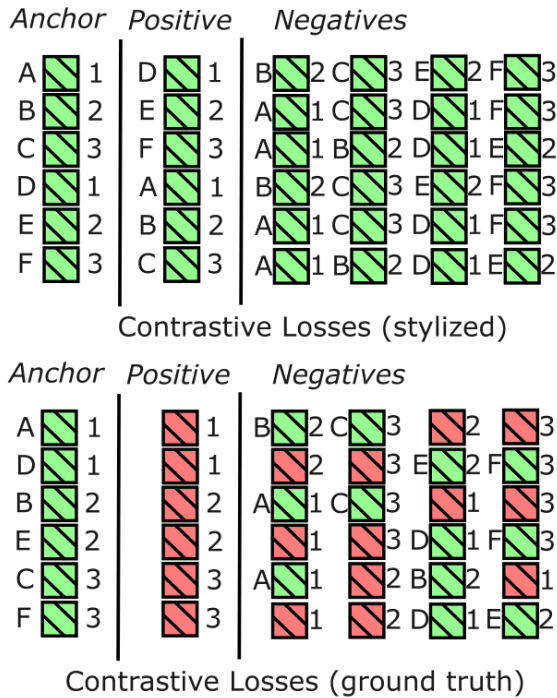 Anchor Positive Negatives
A 1 D 1 B 2 C 3 E 2 F 3
B 2 E 2 A 1 C 3 D 1 F 3
C 3 F 3 A 1 B 2 D 1 E 2
D 1 A 1 B 2 C 3 E 2 F 3
E 2 B 2 A 1 C 3 D 1 F 3
F 3 C 3 A 1 B 2 D 1 E 2
Contrastive Losses (stylized)
Anchor Positive Negatives
A 1 1 B 2 C 3 2 3
D 1 1 2 3 E 2 F 3
B 2 2 A 1 C 3 1 3
E 2 2 1 3 D 1 F 3
C 3 3 A 1 2 B 2 1
F 3 3 1 2 D 1 E 2
Contrastive Losses (ground truth)